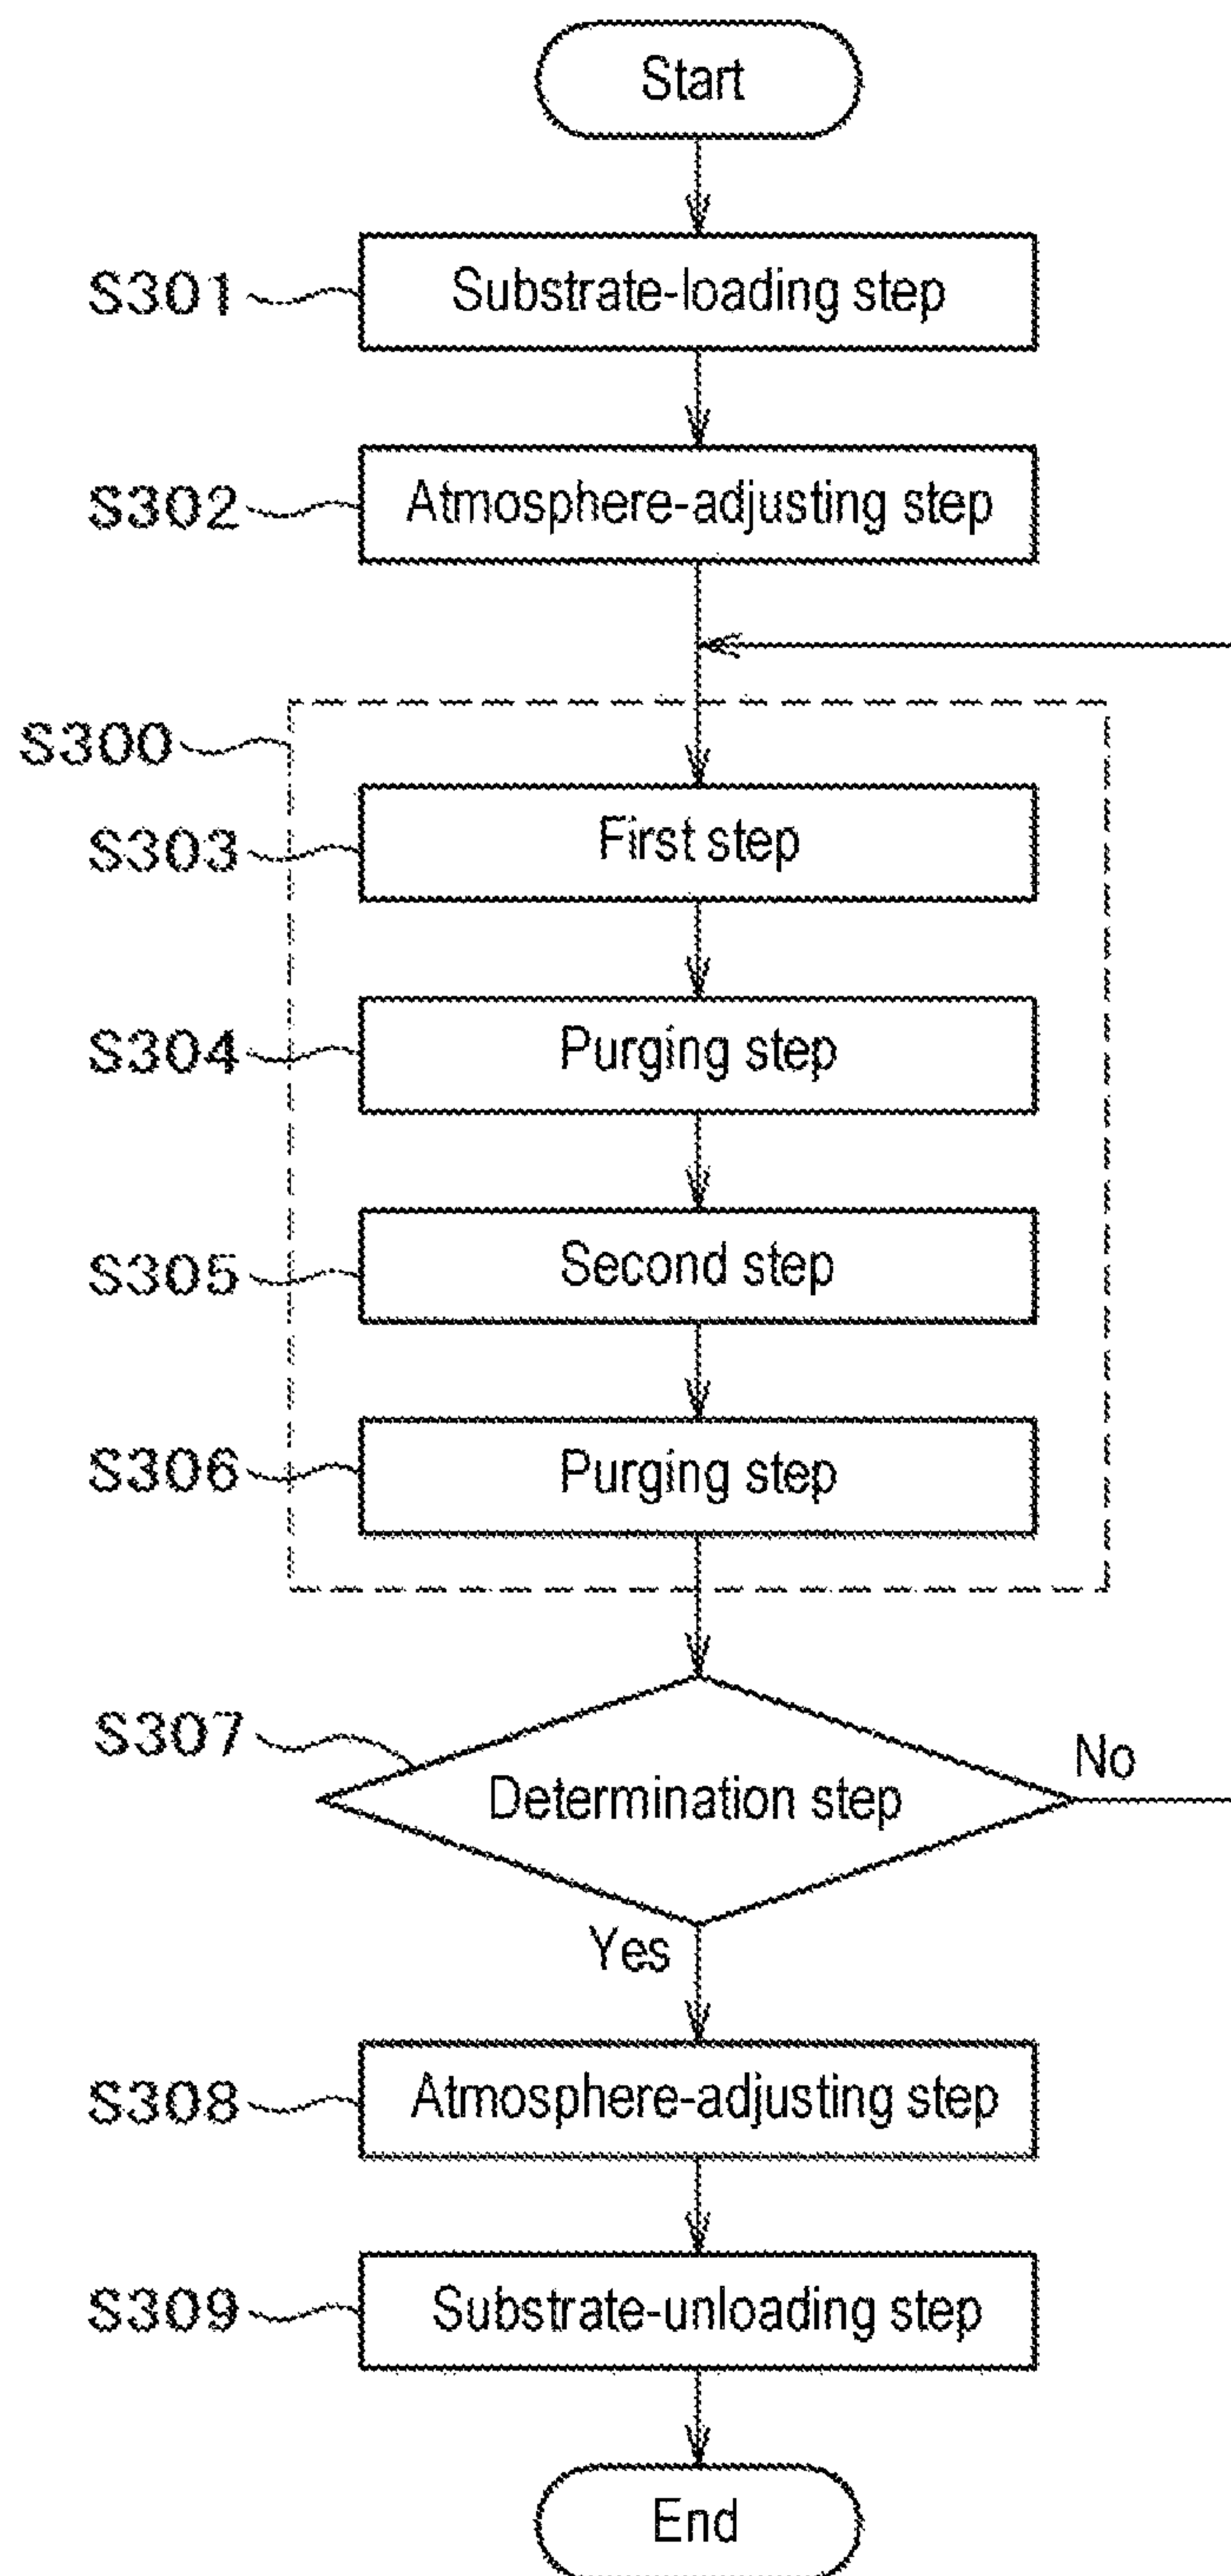 Start
S301 Substrate-loading step
S302 Atmosphere-adjusting step
S300
S303 First step
S304 Purging step
S305 Second step
S306 Purging step
S307 Determination step
No
Yes
S308 Atmosphere-adjusting step
S309 Substrate-unloading step
End